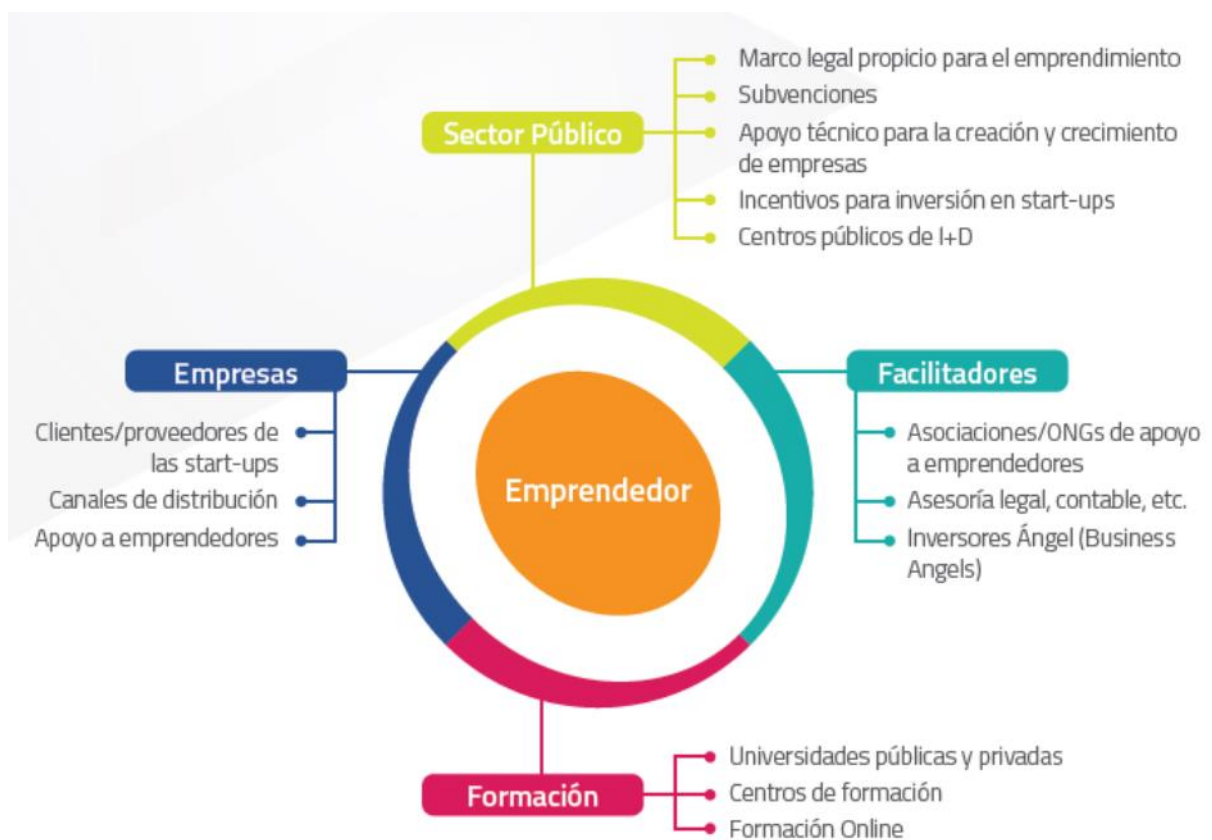 Sector Público
Marco legal propicio para el emprendimiento
Subvenciones
Apoyo técnico para la creación y crecimiento
de empresas
Incentivos para inversión en start-ups
Centros públicos de I+D
Empresas
Clientes/proveedores de
las start-ups
Canales de distribución
Apoyo a emprendedores
Emprendedor
Facilitadores
Asociaciones/ONGs de apoyo
a emprendedores
Asesoría legal, contable, etc.
Inversores Ángel (Business
Angels)
Formación
Universidades públicas y privadas
Centros de formación
Formación Online